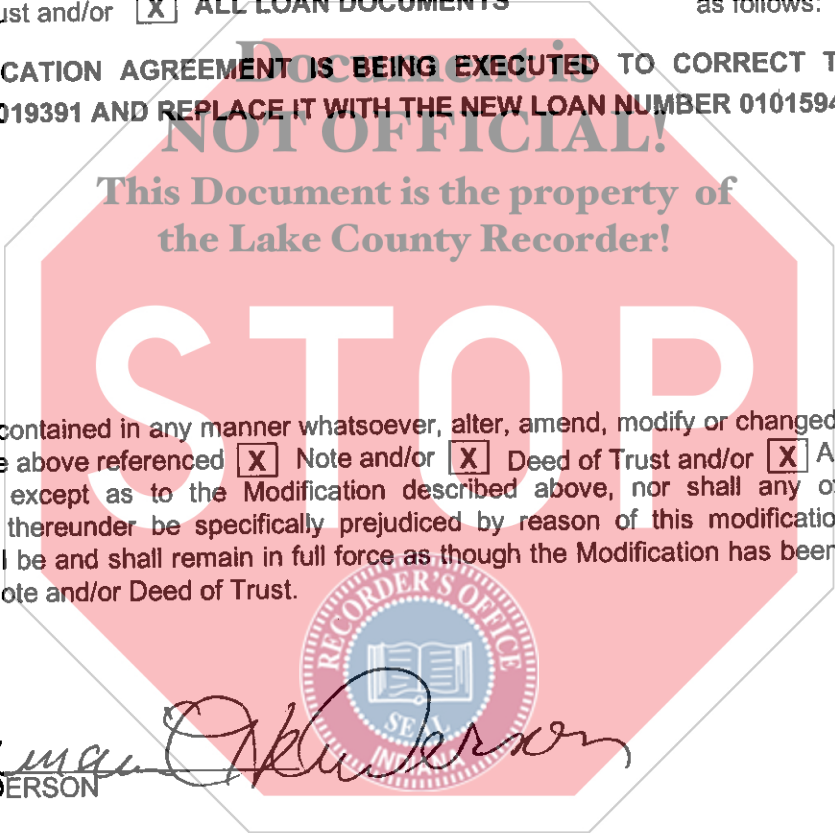 ust and/or [X] ALL LOAN DOCUMENTS as follows:
Document is
CATION AGREEMENT IS BEING EXECUTED TO CORRECT T
019391 AND REPLACE IT WITH THE NEW LOAN NUMBER 0101594
NOT OFFICIAL!
This Document is the property of
the Lake County Recorder!
STOP
contained in any manner whatsoever, alter, amend, modify or changed
e above referenced [X] Note and/or [X] Deed of Trust and/or [X] A
except as to the Modification described above, nor shall any o
thereunder be specifically prejudiced by reason of this modificatio
l be and shall remain in full force as though the Modification has been
ote and/or Deed of Trust.
RECORDER'S OFFICE
SEAL
INDIANA
DERSON